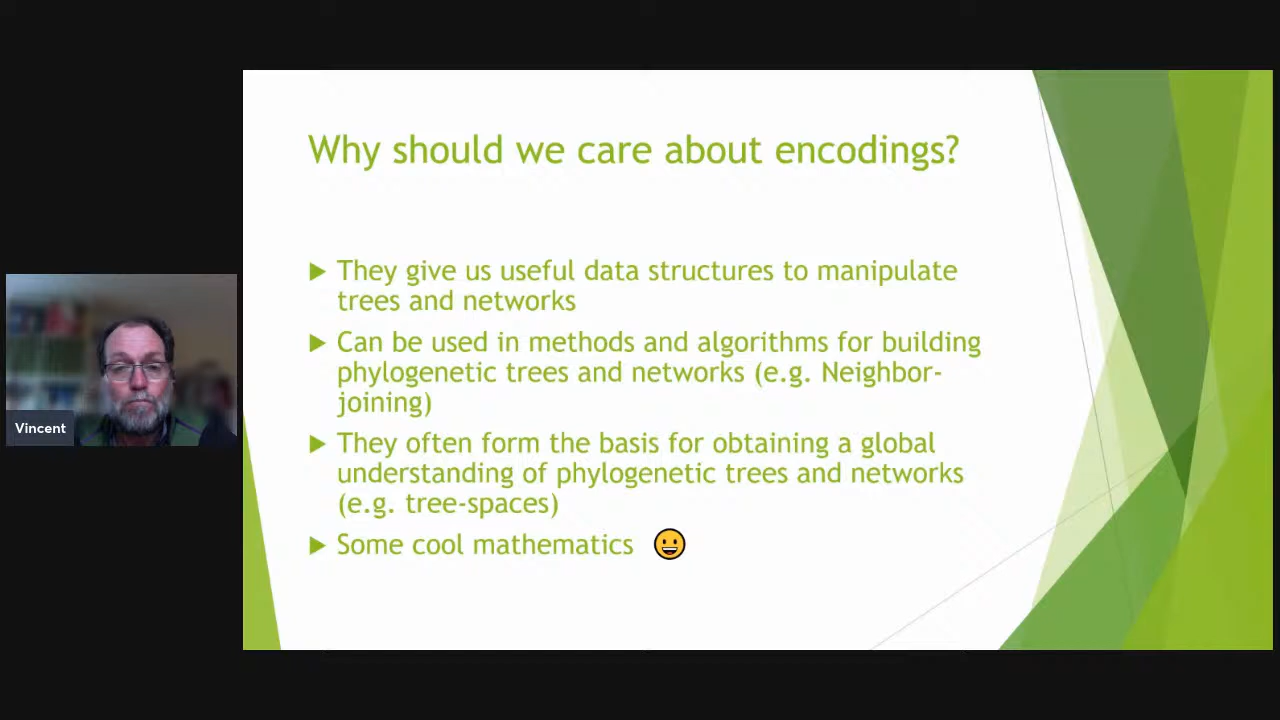 Why should we care about encodings?
They give us useful data structures to manipulate
trees and networks
Can be used in methods and algorithms for building
phylogenetic trees and networks (e.g. Neighbor-
joining)
They often form the basis for obtaining a global
understanding of phylogenetic trees and networks
(e.g. tree-spaces)
Some cool mathematics 😀
Vincent